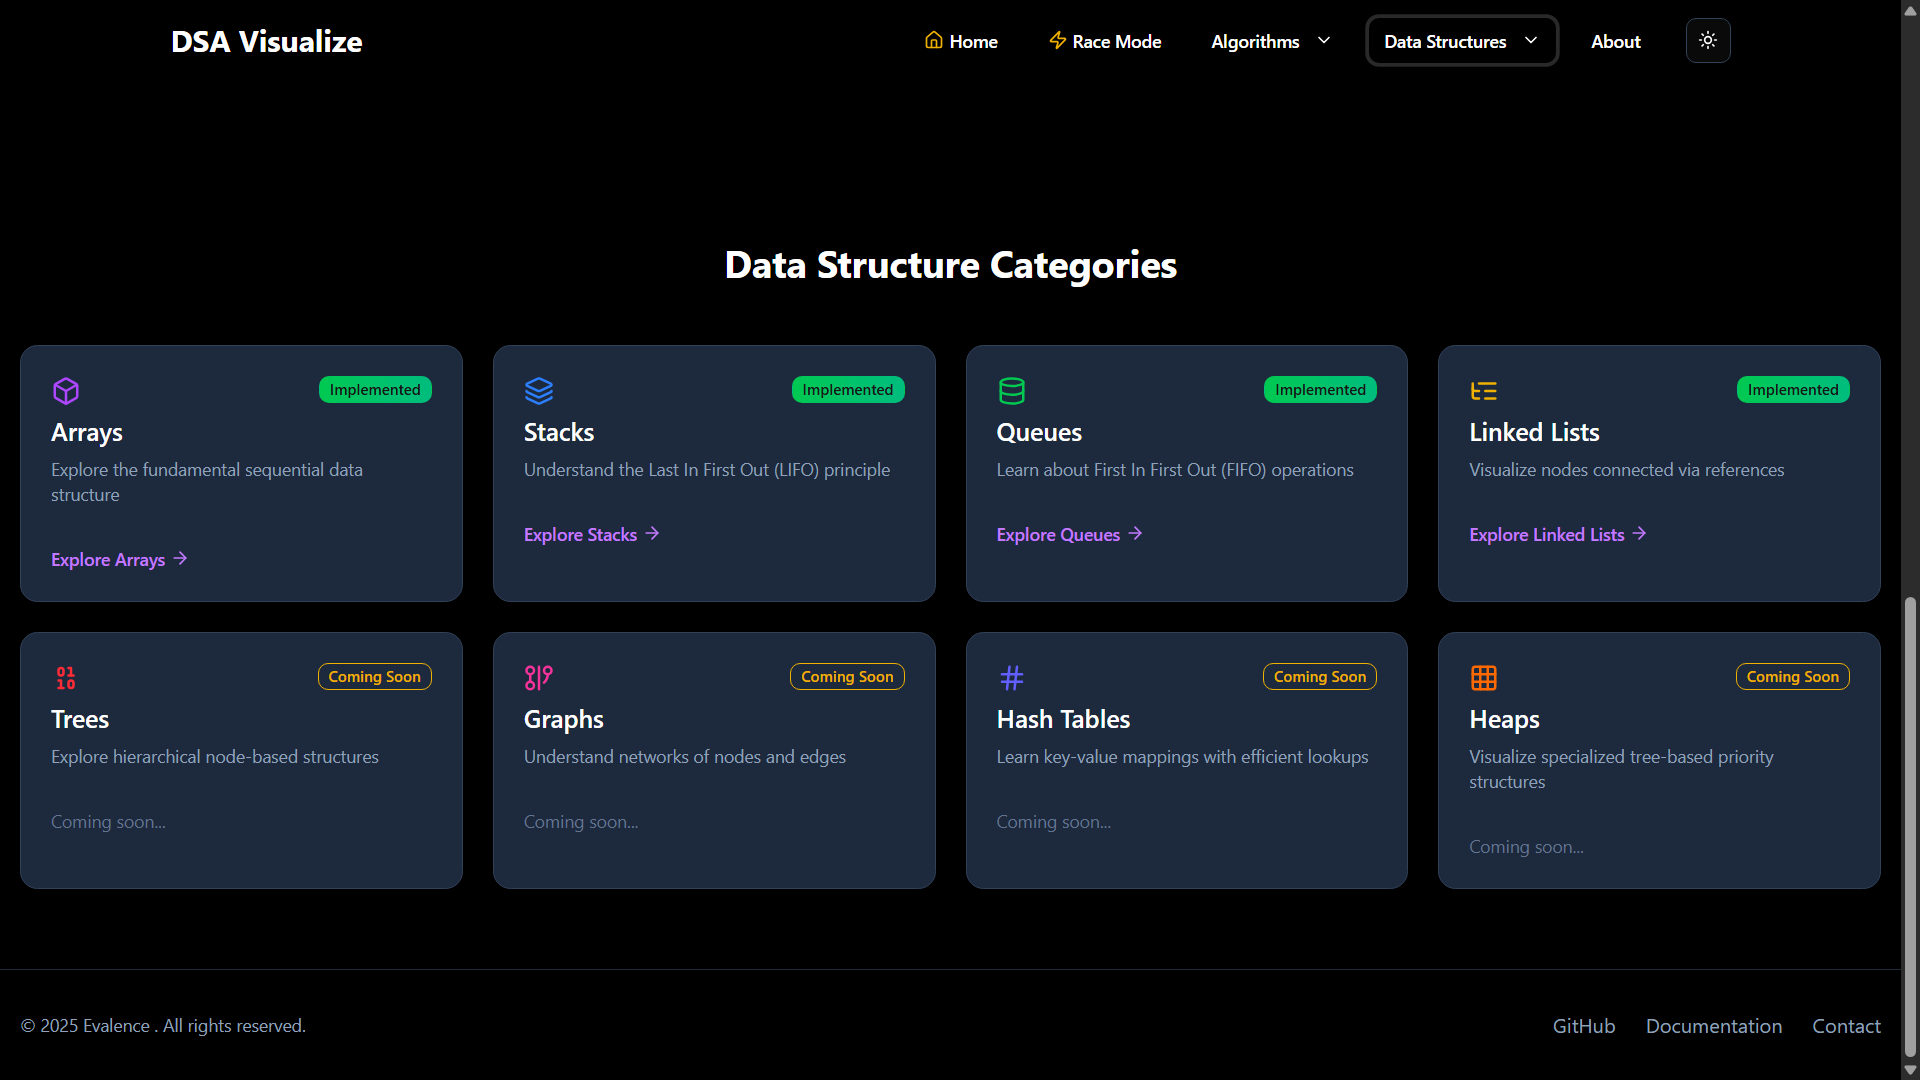 DSA Visualize
Home
Race Mode
Algorithms
Data Structures
About
Data Structure Categories
Implemented
Arrays
Explore the fundamental sequential data
structure
Explore Arrays
Implemented
Stacks
Understand the Last In First Out (LIFO) principle
Explore Stacks
Implemented
Queues
Learn about First In First Out (FIFO) operations
Explore Queues
Implemented
Linked Lists
Visualize nodes connected via references
Explore Linked Lists
Coming Soon
Trees
Explore hierarchical node-based structures
Coming soon...
Coming Soon
Graphs
Understand networks of nodes and edges
Coming soon...
Coming Soon
Hash Tables
Learn key-value mappings with efficient lookups
Coming soon...
Coming Soon
Heaps
Visualize specialized tree-based priority
structures
Coming soon...
© 2025 Evalence . All rights reserved.
GitHub
Documentation
Contact